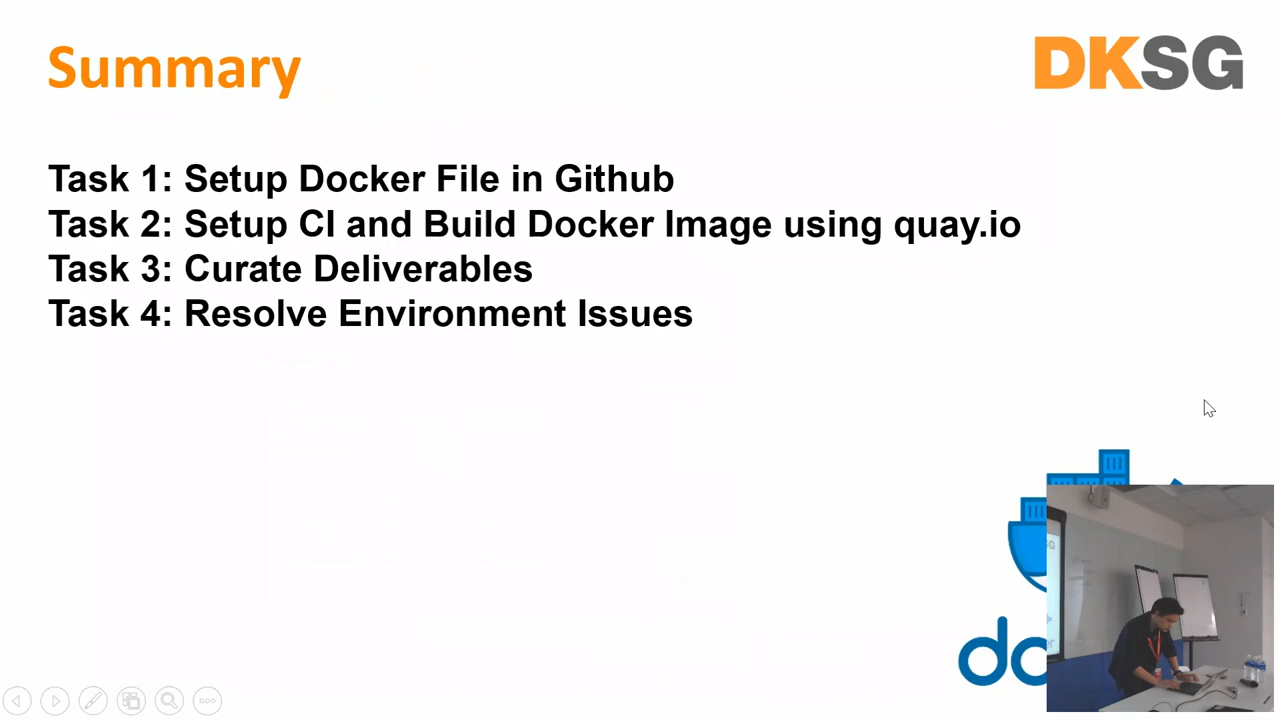 Summary
DKSG
Task 1: Setup Docker File in Github
Task 2: Setup CI and Build Docker Image using quay.io
Task 3: Curate Deliverables
Task 4: Resolve Environment Issues
do